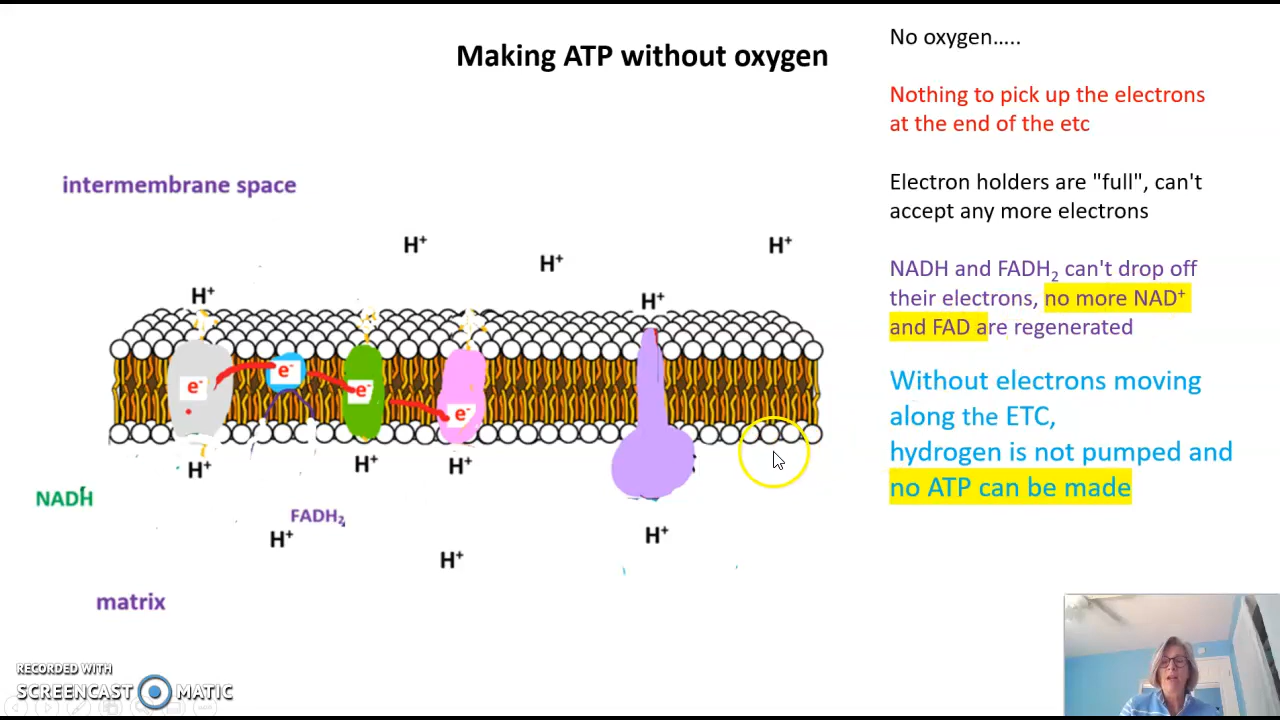 Making ATP without oxygen
No oxygen.....
Nothing to pick up the electrons
at the end of the etc
Electron holders are "full", can't
accept any more electrons
NADH and FADH₂ can't drop off
their electrons, no more NAD⁺
and FAD are regenerated
Without electrons moving
along the ETC,
hydrogen is not pumped and
no ATP can be made
intermembrane space
H⁺
H⁺
H⁺
H⁺
H⁺
e⁻
e⁻
e⁻
e⁻
H⁺
H⁺
H⁺
NADH
FADH₂
H⁺
H⁺
H⁺
matrix
RECORDED WITH
SCREENCAST MATIC